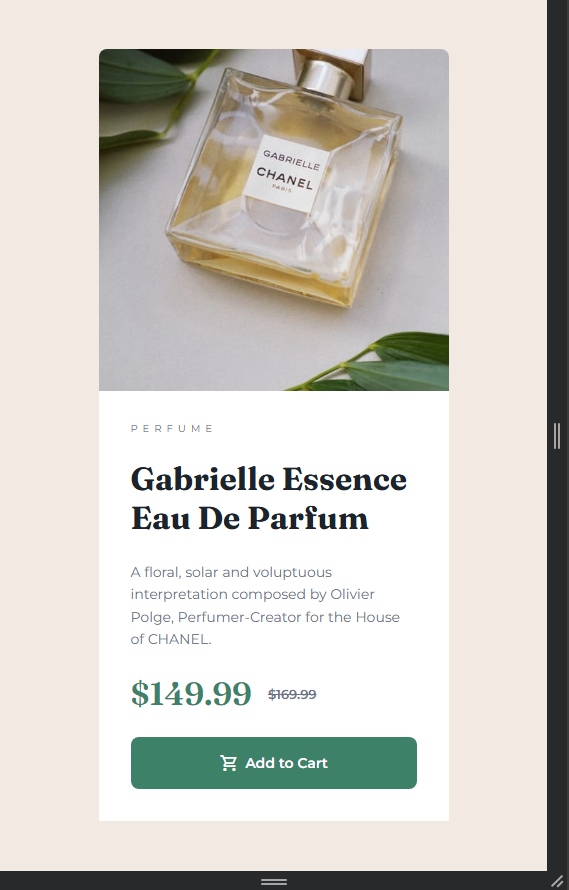 GABRIELLE
CHANEL
PARIS
PERFUME
Gabrielle Essence
Eau De Parfum
A floral, solar and voluptuous
interpretation composed by Olivier
Polge, Perfumer-Creator for the House
of CHANEL.
$149.99 $169.99
Add to Cart